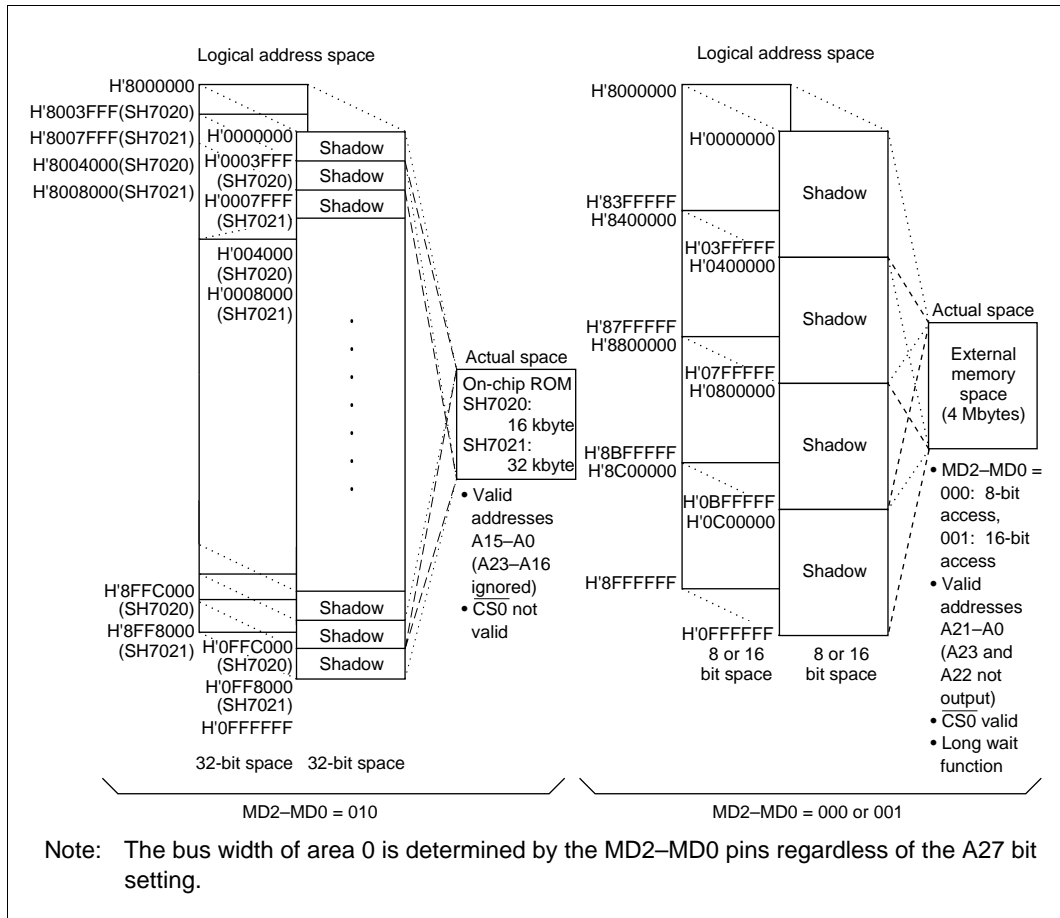 Logical address space
H'8000000
H'8003FFF(SH7020)
H'8007FFF(SH7021)
H'8004000(SH7020)
H'8008000(SH7021)
H'0000000
H'0003FFF
(SH7020)
H'0007FFF
(SH7021)
H'004000
(SH7020)
H'0008000
(SH7021)
Shadow
Shadow
Shadow
Actual space
On-chip ROM
SH7020:
16 kbyte
SH7021:
32 kbyte
• Valid
addresses
A15–A0
(A23–A16
ignored)
• CS0 not
valid
H'8FFC000
(SH7020)
H'8FF8000
(SH7021)
H'0FFC000
(SH7020)
H'0FF8000
(SH7021)
H'0FFFFFF
Shadow
Shadow
Shadow
32-bit space 32-bit space
MD2–MD0 = 010
Logical address space
H'8000000
H'0000000
H'83FFFFF
H'8400000
H'03FFFFF
H'0400000
H'87FFFFF
H'8800000
H'07FFFFF
H'0800000
H'8BFFFFF
H'8C00000
H'0BFFFFF
H'0C00000
H'8FFFFFF
H'0FFFFFF
Shadow
Shadow
Shadow
Shadow
8 or 16
bit space
8 or 16
bit space
Actual space
External
memory
space
(4 Mbytes)
• MD2–MD0 =
000: 8-bit
access,
001: 16-bit
access
• Valid
addresses
A21–A0
(A23 and
A22 not
output)
• CS0 valid
• Long wait
function
MD2–MD0 = 000 or 001
Note: The bus width of area 0 is determined by the MD2–MD0 pins regardless of the A27 bit
setting.